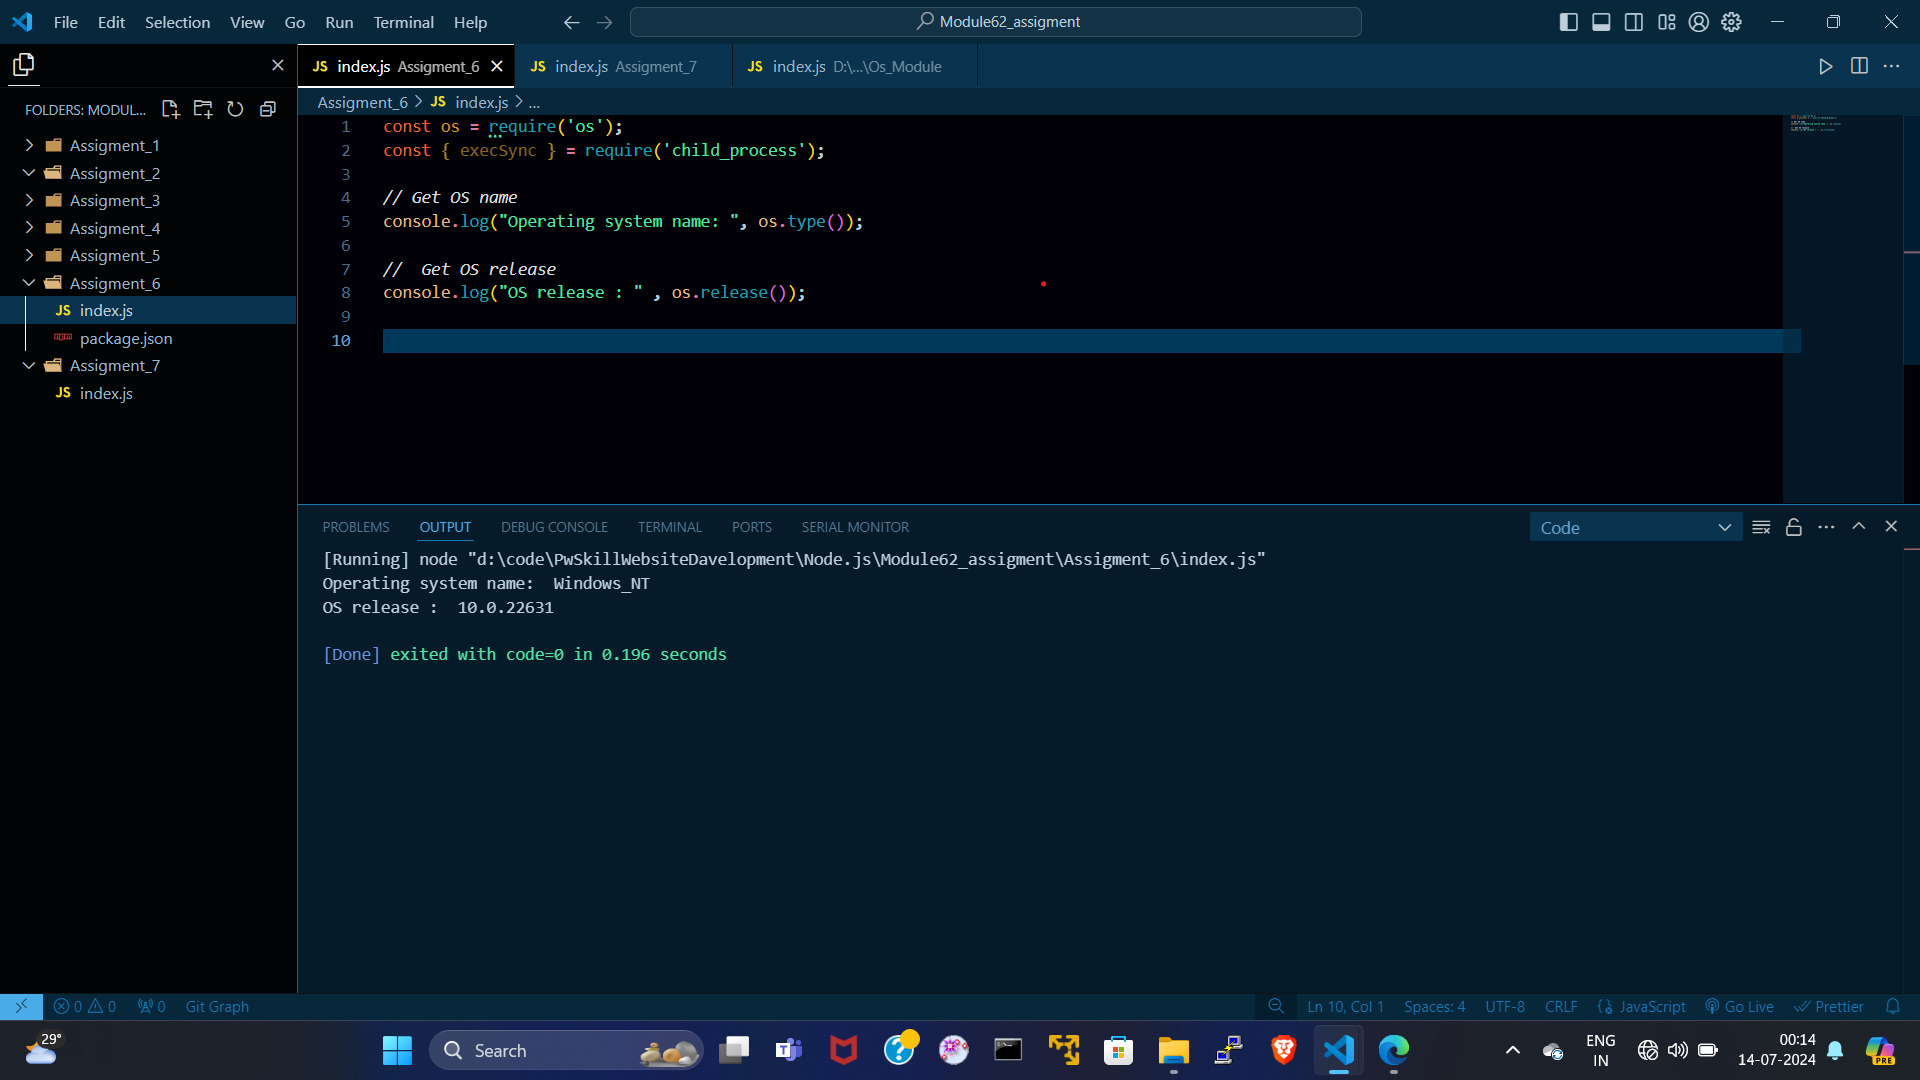 File Edit Selection View Go Run Terminal Help
Module62_assigment
FOLDERS: MODUL...
Assigment_1
Assigment_2
Assigment_3
Assigment_4
Assigment_5
Assigment_6
JS index.js
package.json
Assigment_7
JS index.js
JS index.js Assigment_6
JS index.js Assigment_7
JS index.js D:\...\Os_Module
Assigment_6 > JS index.js > ...
1 const os = require('os');
2 const { execSync } = require('child_process');
3
4 // Get OS name
5 console.log("Operating system name: ", os.type());
6
7 //  Get OS release
8 console.log("OS release : " , os.release());
9
10
PROBLEMS OUTPUT DEBUG CONSOLE TERMINAL PORTS SERIAL MONITOR
Code
[Running] node "d:\code\PwSkillWebsiteDavelopment\Node.js\Module62_assigment\Assigment_6\index.js"
Operating system name:  Windows_NT
OS release :  10.0.22631
[Done] exited with code=0 in 0.196 seconds
0 0 0 Git Graph
Ln 10, Col 1 Spaces: 4 UTF-8 CRLF JavaScript Go Live Prettier
29°
Search
ENG
IN
00:14
14-07-2024
PRE